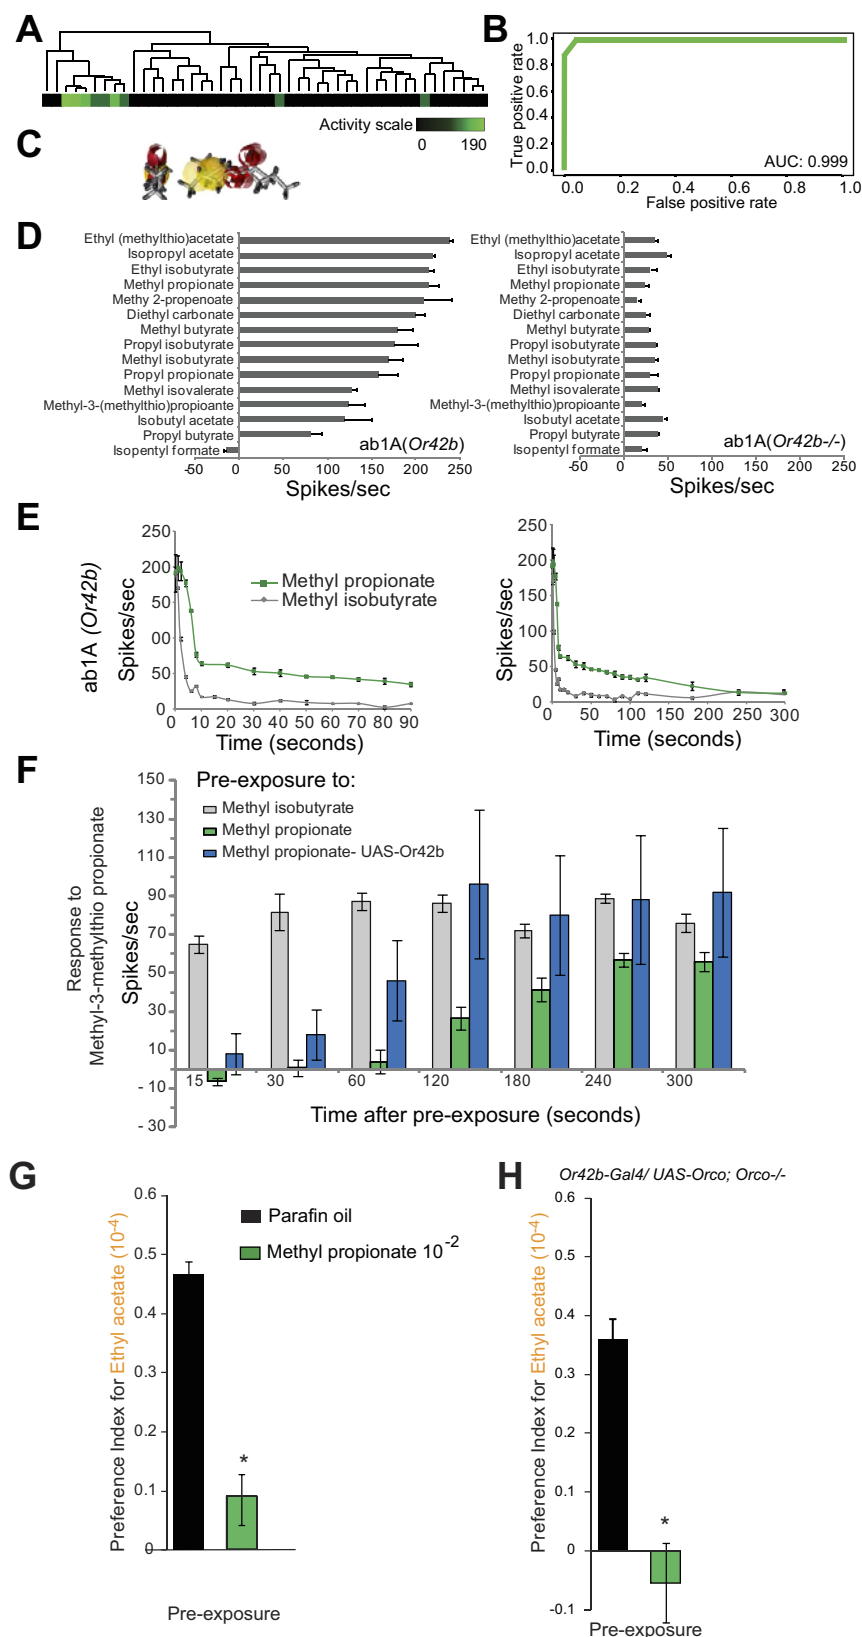 A
B
Activity scale
0
190
C
True positive rate
1.0
0.8
0.6
0.4
0.2
0.0
AUC: 0.999
0.0
0.2
0.4
0.6
0.8
1.0
False positive rate
D
Ethyl (methylthio)acetate
Isopropyl acetate
Ethyl isobutyrate
Methyl propionate
Methy 2-propenoate
Diethyl carbonate
Methyl butyrate
Propyl isobutyrate
Methyl isobutyrate
Propyl propionate
Methyl isovalerate
Methyl-3-(methylthio)propioante
Isobutyl acetate
Propyl butyrate
Isopentyl formate
ab1A(Or42b)
-50
0
50
100
150
200
250
Spikes/sec
Ethyl (methylthio)acetate
Isopropyl acetate
Ethyl isobutyrate
Methyl propionate
Methy 2-propenoate
Diethyl carbonate
Methyl butyrate
Propyl isobutyrate
Methyl isobutyrate
Propyl propionate
Methyl isovalerate
Methyl-3-(methylthio)propioante
Isobutyl acetate
Propyl butyrate
Isopentyl formate
ab1A(Or42b-/-)
-50
0
50
100
150
200
250
Spikes/sec
E
ab1A (Or42b)
Spikes/sec
250
200
50
00
50
0
Methyl propionate
Methyl isobutyrate
0
10
20
30
40
50
60
70
80
90
Time (seconds)
Spikes/sec
250
200
150
100
50
0
0
50
100
150
200
250
300
Time (seconds)
F
Response to
Methyl-3-methylthio propionate
Spikes/sec
150
130
110
90
70
50
30
10
-10
-30
Pre-exposure to:
Methyl isobutyrate
Methyl propionate
Methyl propionate- UAS-Or42b
15
30
60
120
180
240
300
Time after pre-exposure (seconds)
G
Preference Index for Ethyl acetate (10-4)
0.6
0.5
0.4
0.3
0.2
0.1
0
Parafin oil
Methyl propionate 10-2
*
Pre-exposure
H
Or42b-Gal4/ UAS-Orco; Orco-/-
Preference Index for Ethyl acetate (10-4)
0.6
0.5
0.4
0.3
0.2
0.1
0
-0.1
*
Pre-exposure